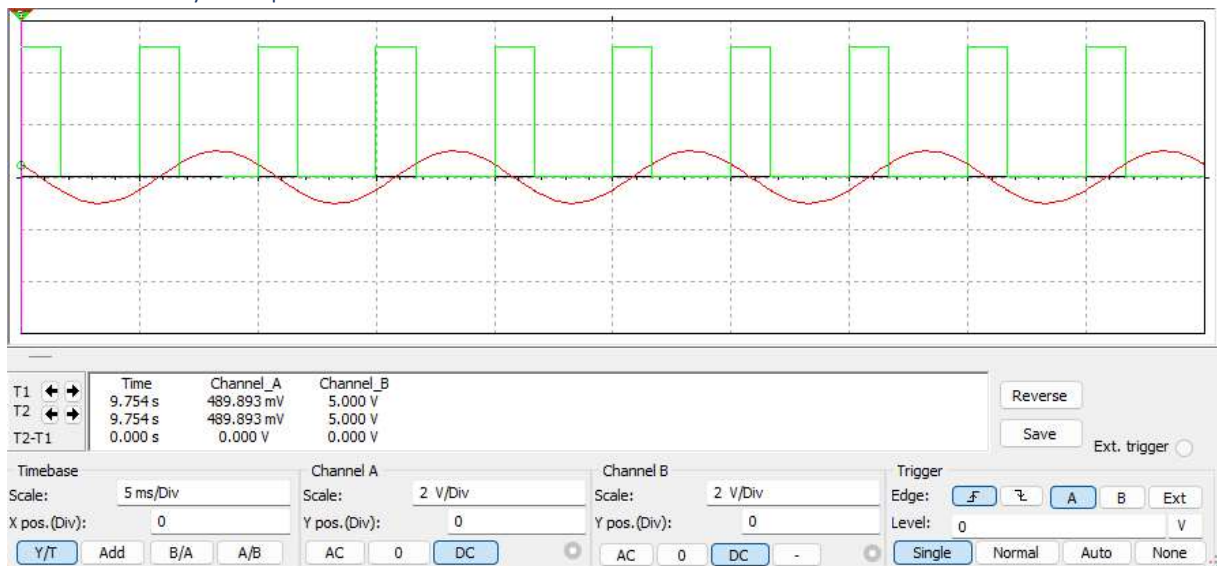 Time Channel_A Channel_B
T1 9.754 s 489.893 mV 5.000 V
T2 9.754 s 489.893 mV 5.000 V
T2-T1 0.000 s 0.000 V 0.000 V
Reverse
Save
Ext. trigger
Timebase
Scale: 5 ms/Div
X pos.(Div): 0
Y/T Add B/A A/B
Channel A
Scale: 2 V/Div
Y pos.(Div): 0
AC 0 DC
Channel B
Scale: 2 V/Div
Y pos.(Div): 0
AC 0 DC -
Trigger
Edge: A B Ext
Level: 0 V
Single Normal Auto None